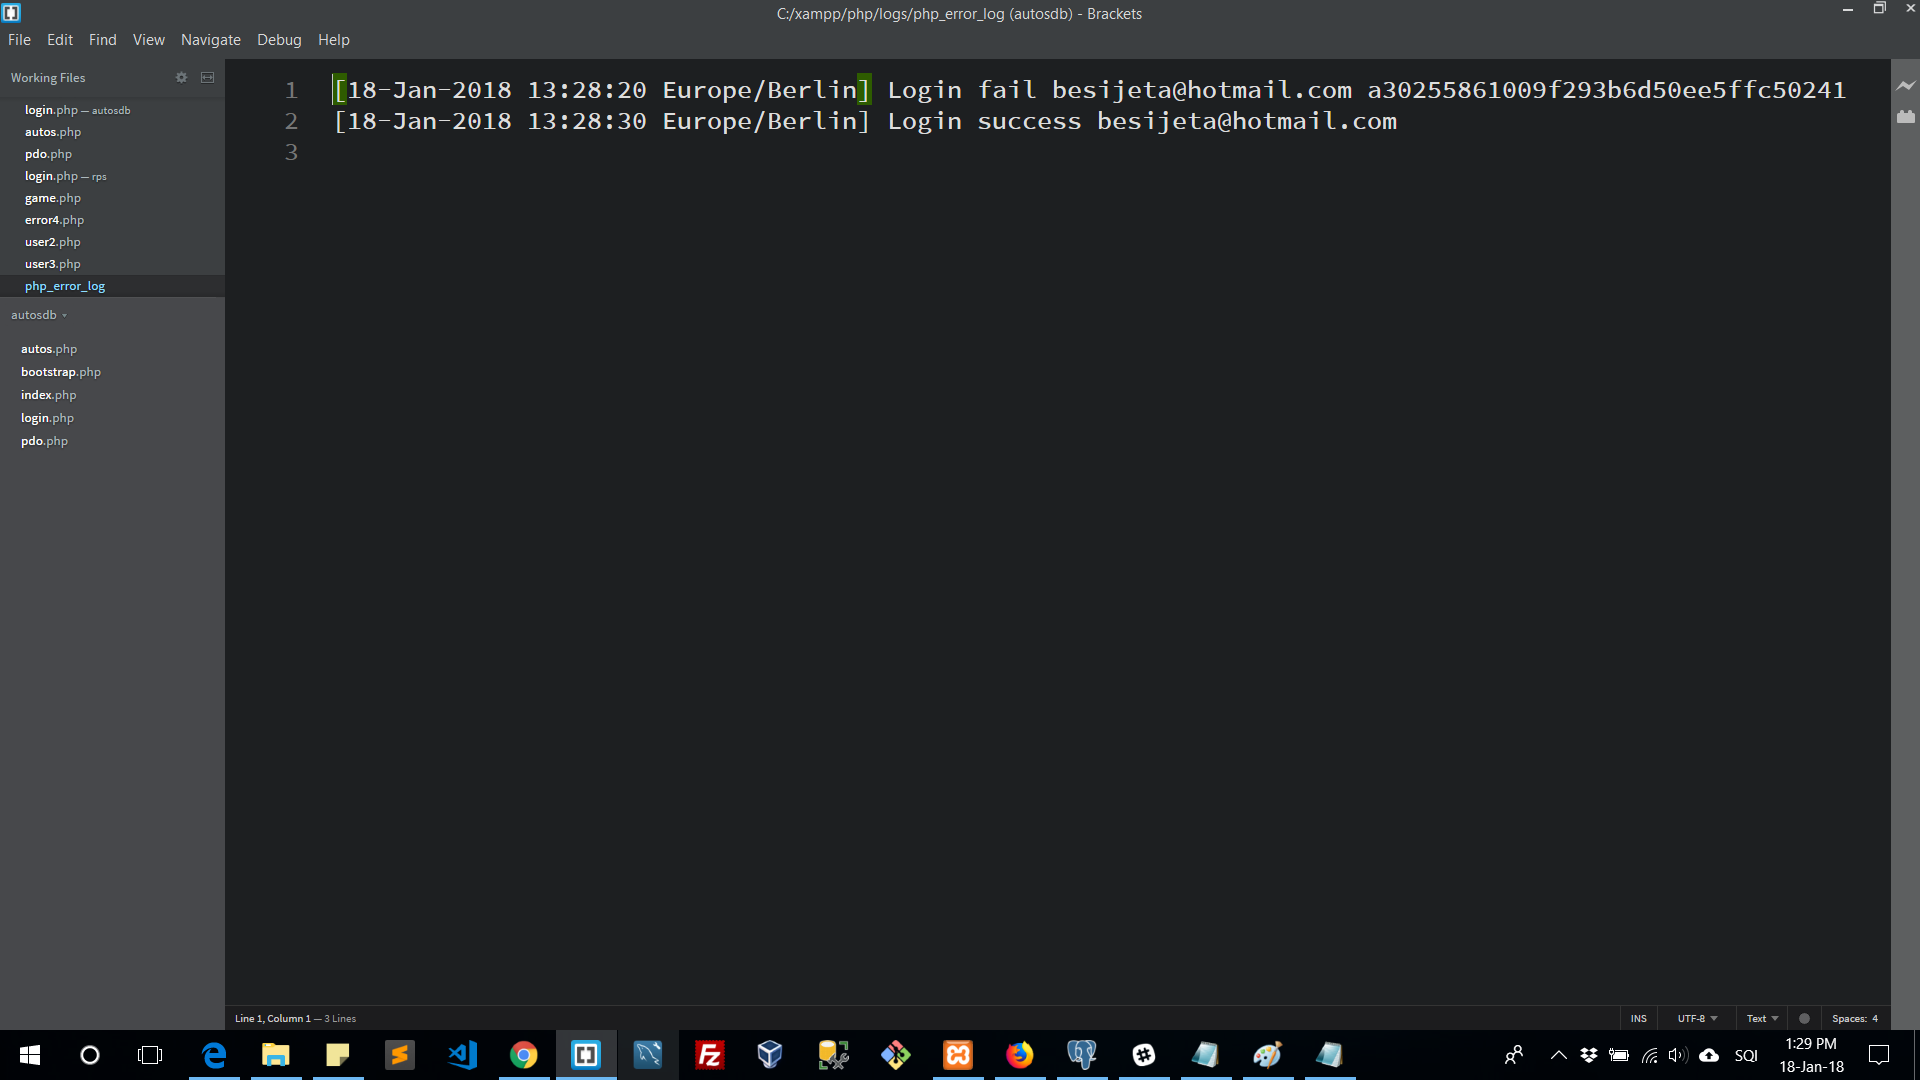 C:/xampp/php/logs/php_error_log (autosdb) - Brackets
File Edit Find View Navigate Debug Help
Working Files
login.php — autosdb
autos.php
pdo.php
login.php — rps
game.php
error4.php
user2.php
user3.php
php_error_log
autosdb
autos.php
bootstrap.php
index.php
login.php
pdo.php
1 [18-Jan-2018 13:28:20 Europe/Berlin] Login fail besijeta@hotmail.com a30255861009f293b6d50ee5ffc50241
2 [18-Jan-2018 13:28:30 Europe/Berlin] Login success besijeta@hotmail.com
3
Line 1, Column 1 — 3 Lines
INS UTF-8 Text Spaces: 4
Fz
SQI
1:29 PM
18-Jan-18